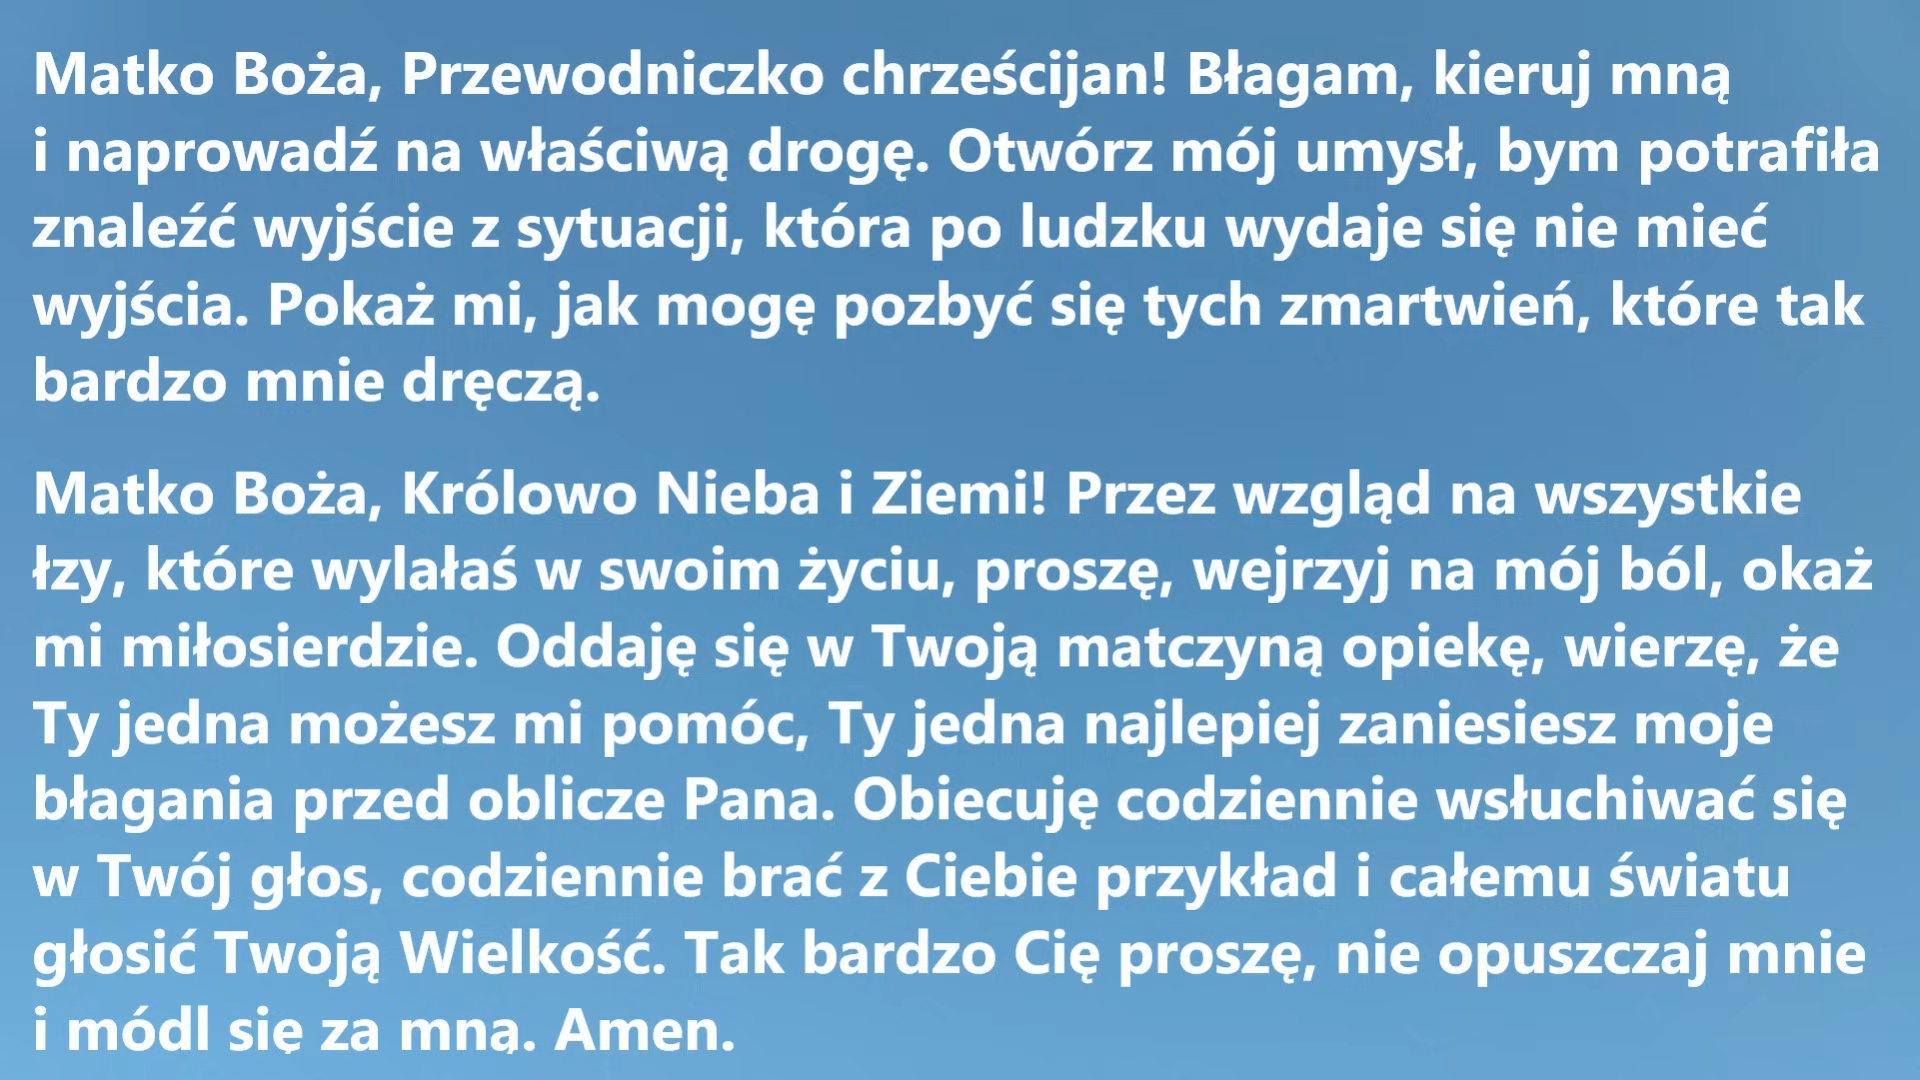 Matko Boża, Przewodniczko chrześcijan! Błagam, kieruj mną
i naprowadź na właściwą drogę. Otwórz mój umysł, bym potrafiła
znaleźć wyjście z sytuacji, która po ludzku wydaje się nie mieć
wyjścia. Pokaż mi, jak mogę pozbyć się tych zmartwień, które tak
bardzo mnie dręczą.
Matko Boża, Królowo Nieba i Ziemi! Przez wzgląd na wszystkie
łzy, które wylałaś w swoim życiu, proszę, wejrzyj na mój ból, okaż
mi miłosierdzie. Oddaję się w Twoją matczyną opiekę, wierzę, że
Ty jedna możesz mi pomóc, Ty jedna najlepiej zaniesiesz moje
błagania przed oblicze Pana. Obiecuję codziennie wsłuchiwać się
w Twój głos, codziennie brać z Ciebie przykład i całemu światu
głosić Twoją Wielkość. Tak bardzo Cię proszę, nie opuszczaj mnie
i módl się za mną. Amen.